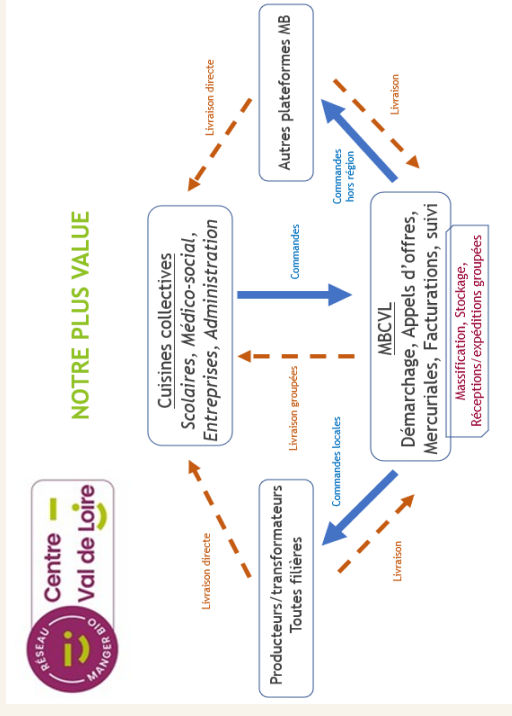 RÉSEAU
MANGER BIO
Centre
Val de Loire
NOTRE PLUS VALUE
Cuisines collectives
Scolaires, Médico-social,
Entreprises, Administration
Livraison directe
Livraison directe
Producteurs/transformateurs
Toutes filières
Autres plateformes MB
Livraison groupées
Commandes
Commandes locales
Commandes
hors région
Livraison
Livraison
MBCVL
Démarchage, Appels d'offres,
Mercuriales, Facturations, suivi
Massification, Stockage,
Réceptions/expéditions groupées